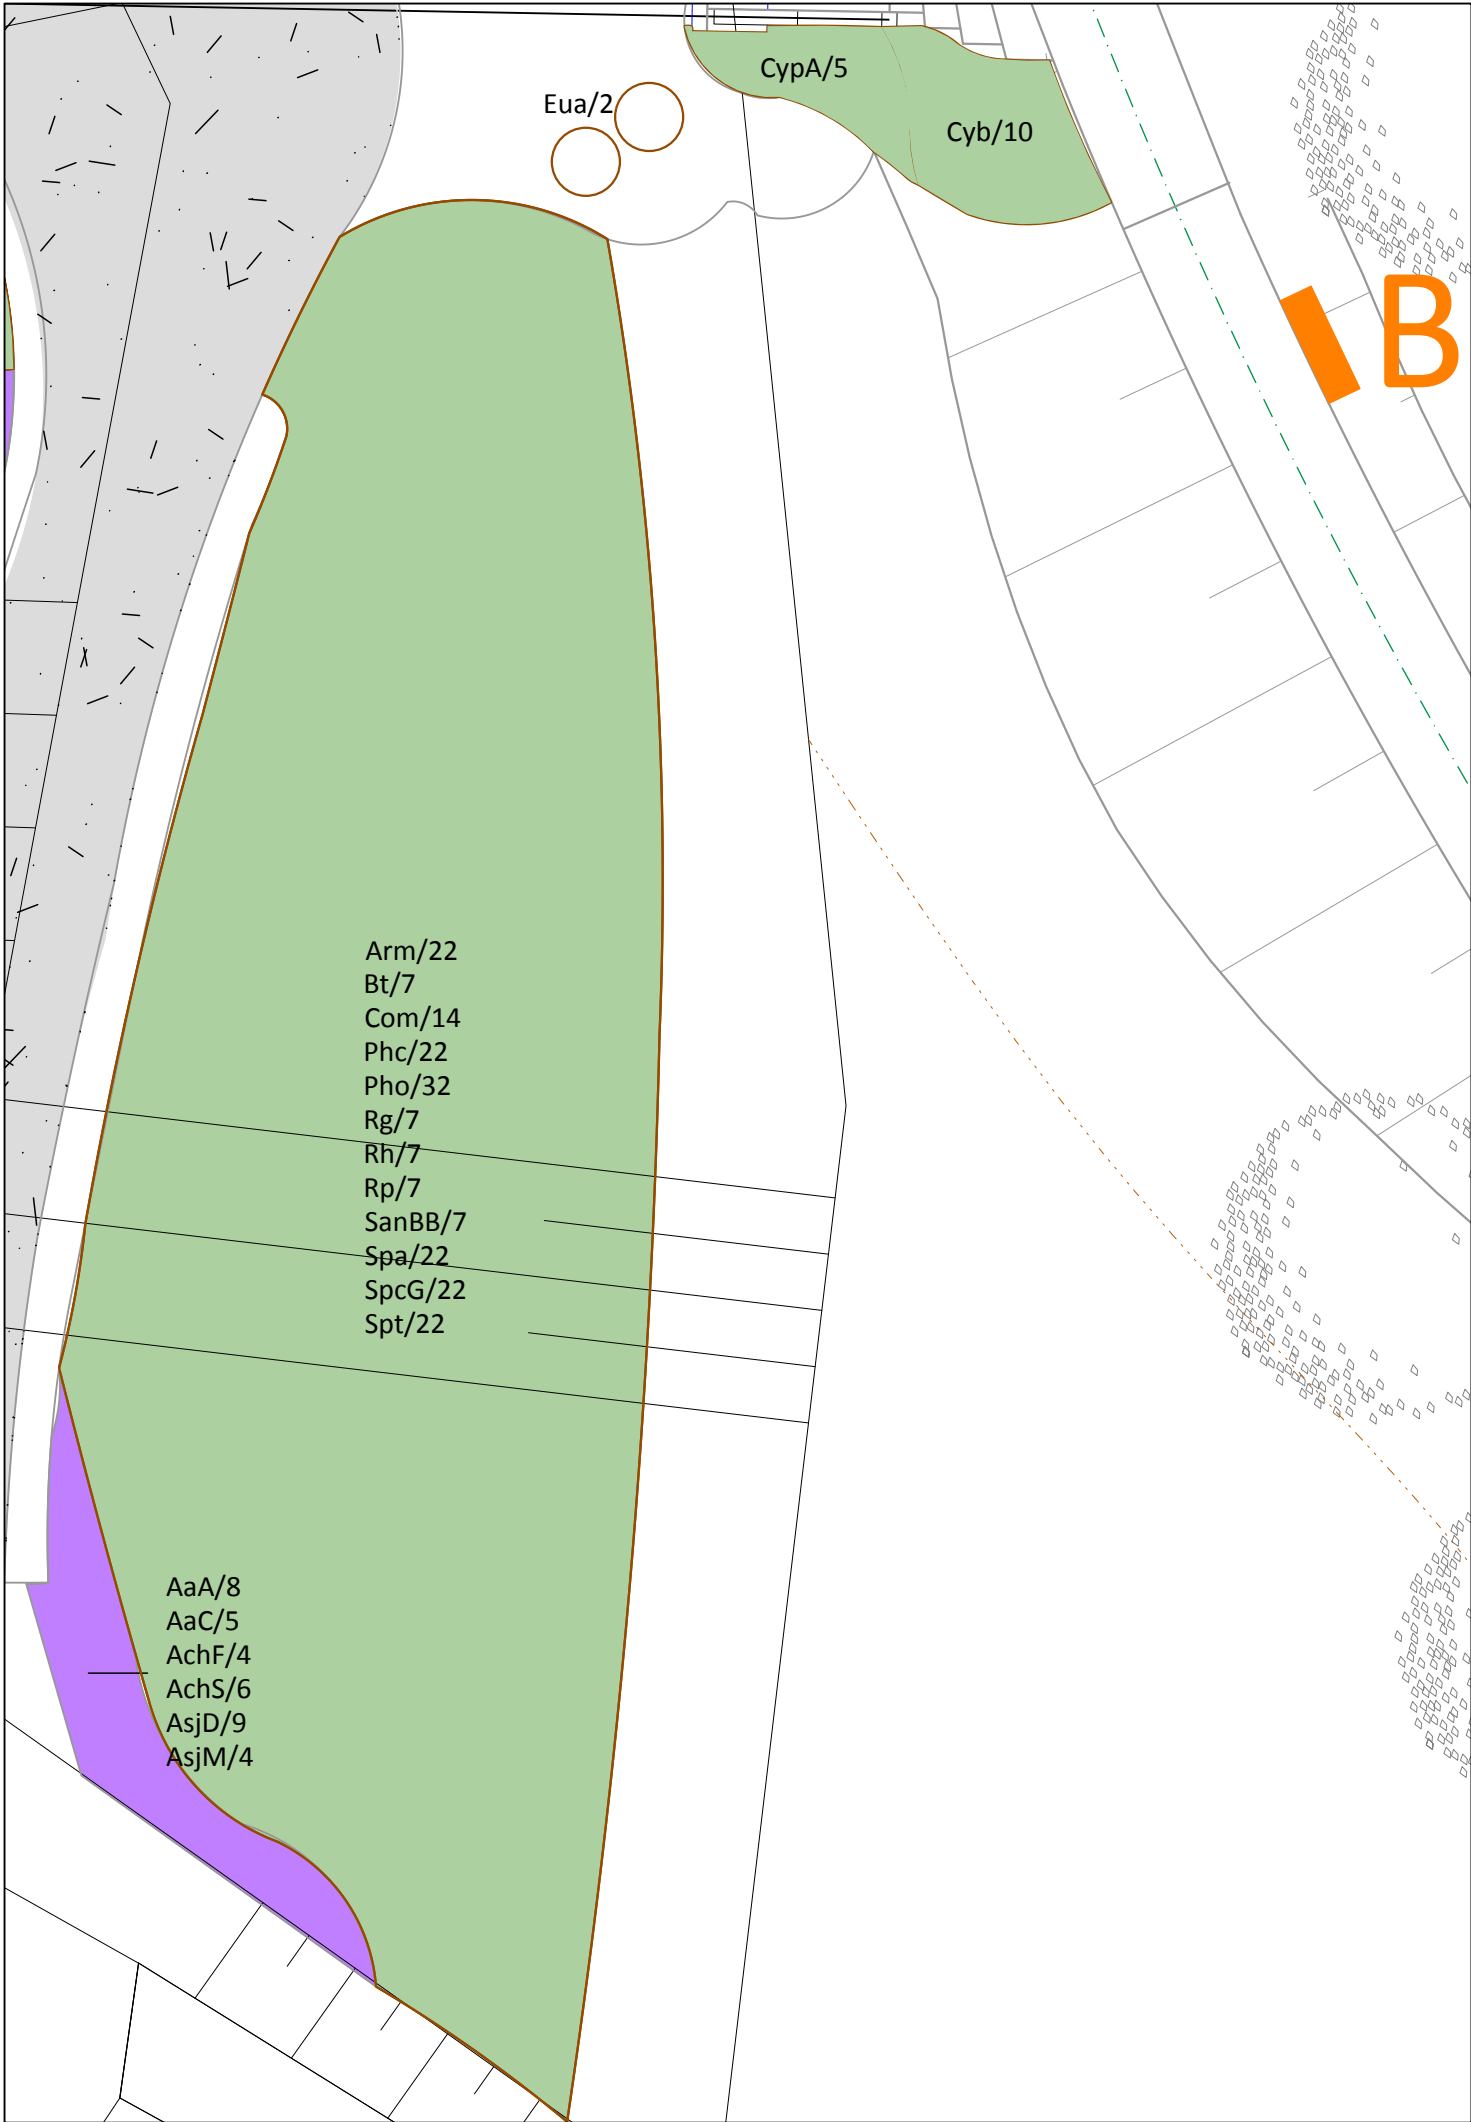 CypA/5
Eua/2
Cyb/10
B
Arm/22
Bt/7
Com/14
Phc/22
Pho/32
Rg/7
Rh/7
Rp/7
SanBB/7
Spa/22
SpcG/22
Spt/22
AaA/8
AaC/5
AchF/4
AchS/6
AsjD/9
AsjM/4